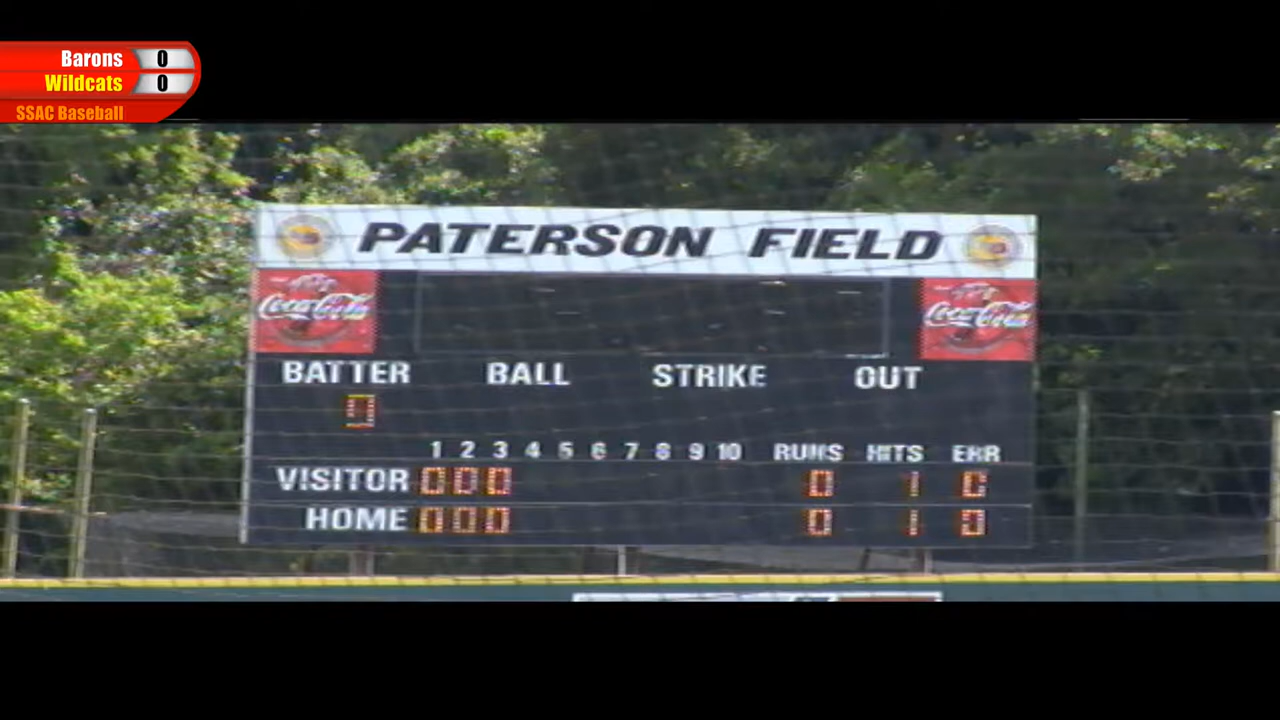 Barons 0
Wildcats 0
SSAC Baseball
PATERSON FIELD
Coca-Cola
Coca-Cola
BATTER BALL STRIKE OUT
1 2 3 4 5 6 7 8 9 10 RUNS HITS ERR
VISITOR 0 0 0 0 1 0
HOME 0 0 0 0 1 0